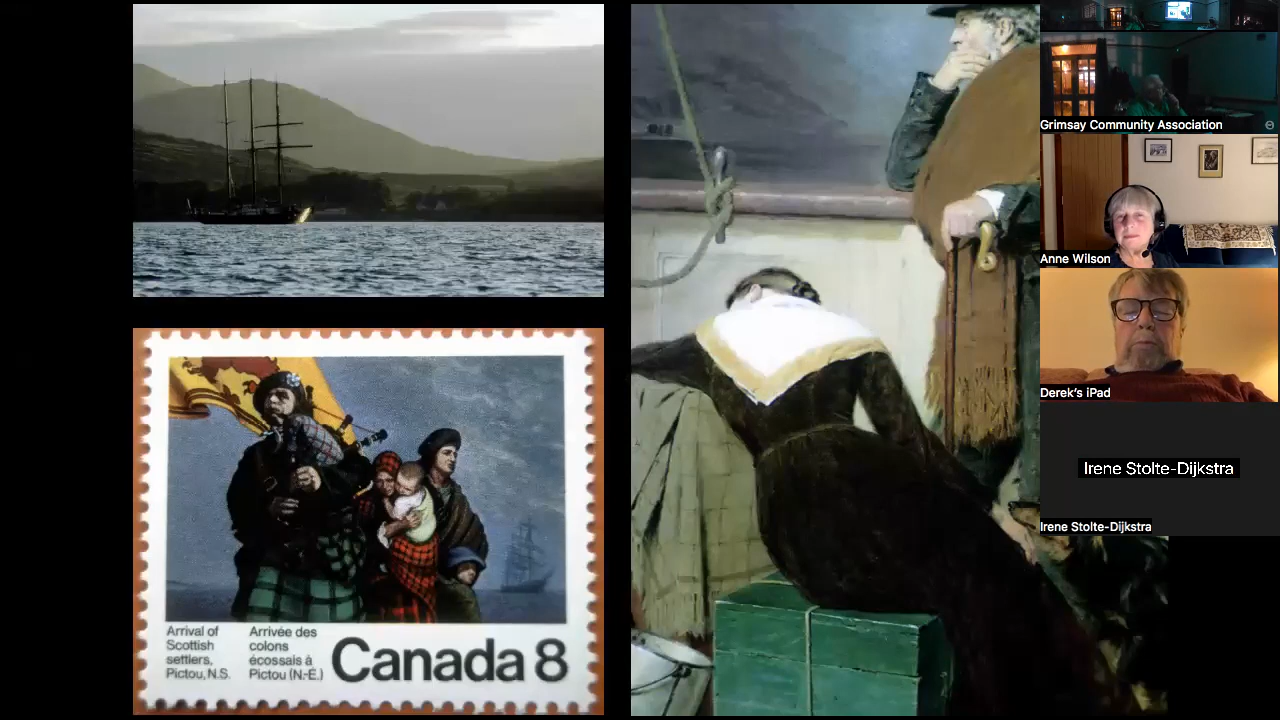 Arrival of
Scottish
settlers,
Pictou, N.S.
Arrivée des
colons
écossais à
Pictou (N.-É.)
Canada 8
Grimsay Community Association
Anne Wilson
Derek's iPad
Irene Stolte-Dijkstra
Irene Stolte-Dijkstra